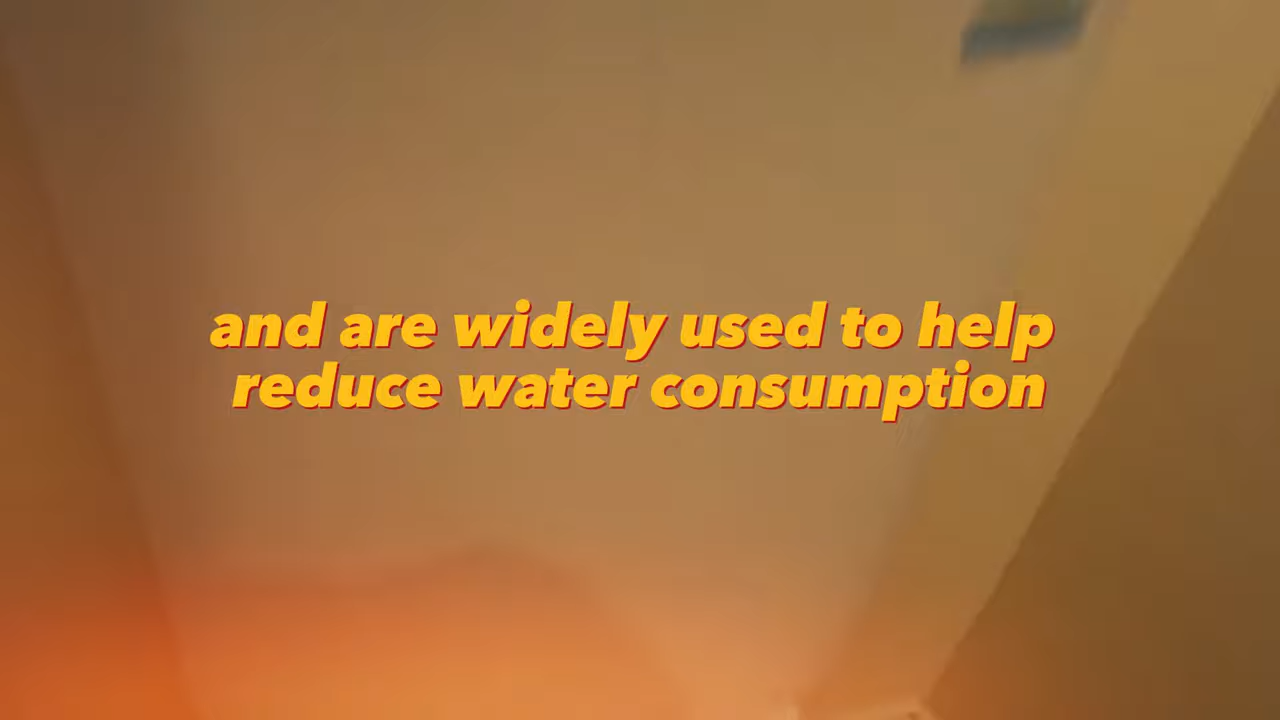 and are widely used to help
reduce water consumption